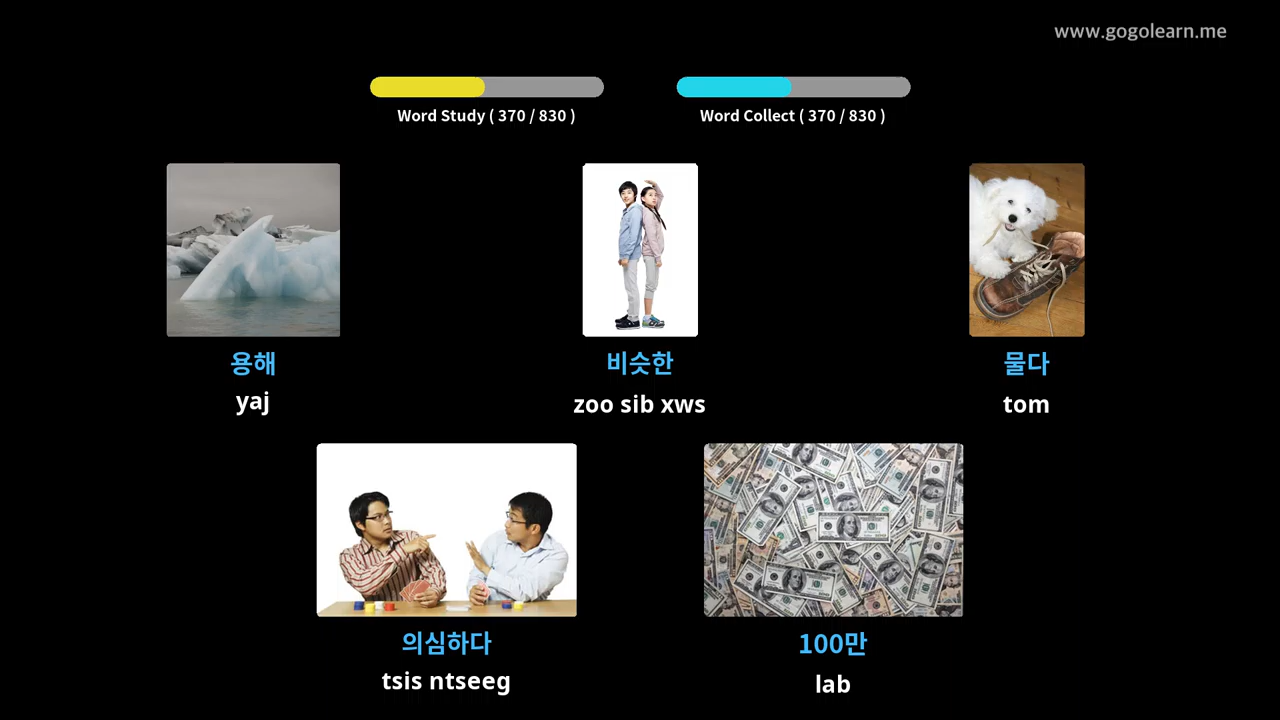 www.gogolearn.me
Word Study ( 370 / 830 )
Word Collect ( 370 / 830 )
용해
yaj
비슷한
zoo sib xws
물다
tom
의심하다
tsis ntseeg
100만
lab